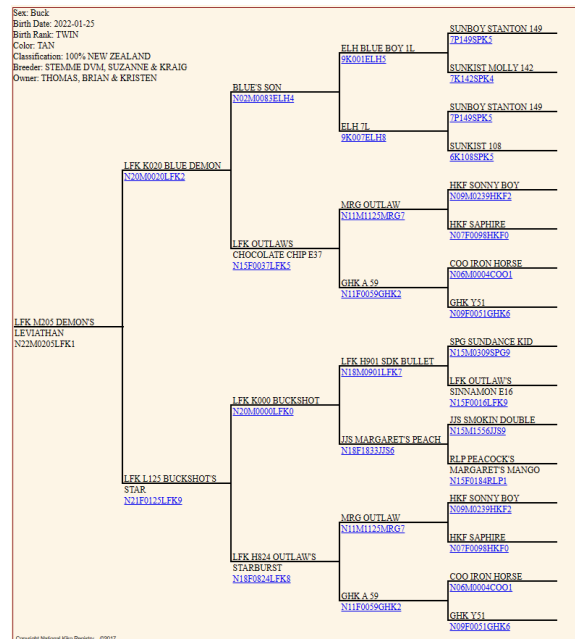 Sex: Buck
Birth Date: 2022-01-25
Birth Rank: TWIN
Color: TAN
Classification: 100% NEW ZEALAND
Breeder: STEMME DVM, SUZANNE & KRAIG
Owner: THOMAS, BRIAN & KRISTEN
SUNBOY STANTON 149
7P149SPK5
ELH BLUE BOY 1L
9K001ELH5
SUNKIST MOLLY 142
7K142SPK4
BLUE'S SON
N02M0083ELH4
SUNBOY STANTON 149
7P149SPK5
ELH 7L
9K007ELH8
SUNKIST 108
6K108SPK5
LFK K020 BLUE DEMON
N20M0020LFK2
HKF SONNY BOY
N09M0239HKF2
MRG OUTLAW
N11M1125MRG7
HKF SAPHIRE
N07F0098HKF0
LFK OUTLAWS
CHOCOLATE CHIP E37
N15F0037LFK5
COO IRON HORSE
N06M0004COO1
GHK A 59
N11F0059GHK2
GHK Y51
N09F0051GHK6
LFK M205 DEMON'S
LEVIATHAN
N22M0205LFK1
SPG SUNDANCE KID
N15M0309SPG9
LFK H901 SDK BULLET
N18M0901LFK7
LFK OUTLAW'S
SINNAMON E16
N15F0016LFK9
LFK K000 BUCKSHOT
N20M0000LFK0
JJS SMOKIN DOUBLE
N15M1556JJS9
JJS MARGARET'S PEACH
N18F1833JJS6
RLP PEACOCK'S
MARGARET'S MANGO
N15F0184RLP1
LFK L125 BUCKSHOT'S
STAR
N21F0125LFK9
HKF SONNY BOY
N09M0239HKF2
MRG OUTLAW
N11M1125MRG7
HKF SAPHIRE
N07F0098HKF0
LFK H824 OUTLAW'S
STARBURST
N18F0824LFK8
COO IRON HORSE
N06M0004COO1
GHK A 59
N11F0059GHK2
GHK Y51
N09F0051GHK6
Copyright National Kiko Registry ©2017